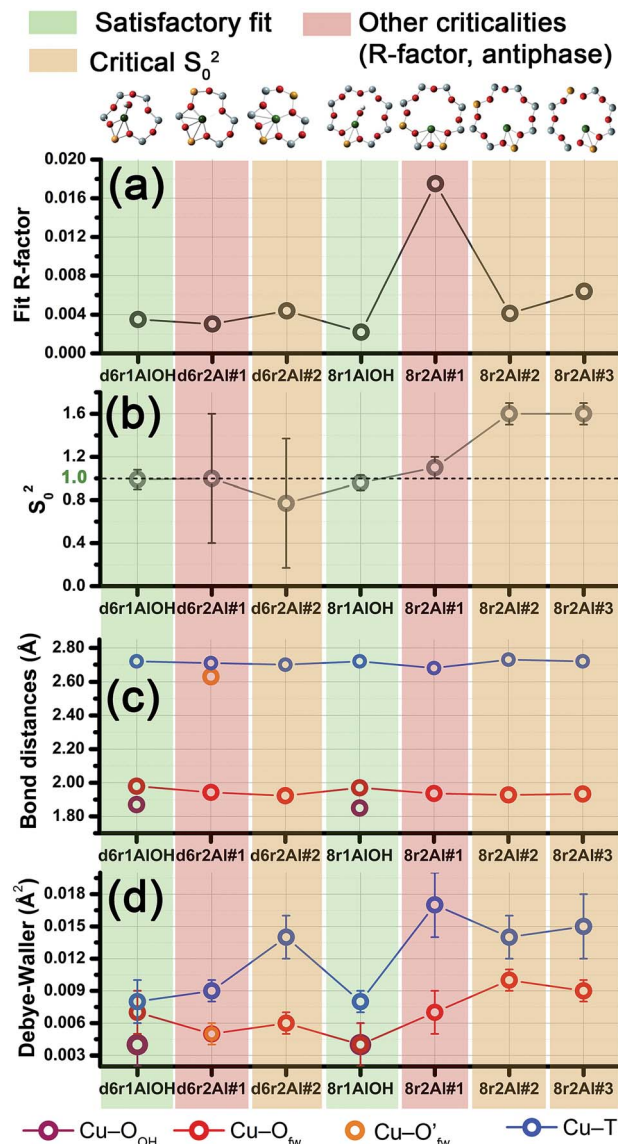 Satisfactory fit
Other criticalities
(R-factor, antiphase)
Critical S₀²
0.020
0.016
0.012
0.008
0.004
0.000
Fit R-factor
(a)
d6r1AlOH d6r2Al#1 d6r2Al#2 8r1AlOH 8r2Al#1 8r2Al#2 8r2Al#3
1.6
1.2
1.0
0.8
0.4
0.0
S₀²
(b)
d6r1AlOH d6r2Al#1 d6r2Al#2 8r1AlOH 8r2Al#1 8r2Al#2 8r2Al#3
2.80
2.60
2.40
2.20
2.00
1.80
Bond distances (Å)
(c)
d6r1AlOH d6r2Al#1 d6r2Al#2 8r1AlOH 8r2Al#1 8r2Al#2 8r2Al#3
0.018
0.015
0.012
0.009
0.006
0.003
Debye-Waller (Å²)
(d)
d6r1AlOH d6r2Al#1 d6r2Al#2 8r1AlOH 8r2Al#1 8r2Al#2 8r2Al#3
Cu–O_OH Cu–O_fw Cu–O'_fw Cu–T